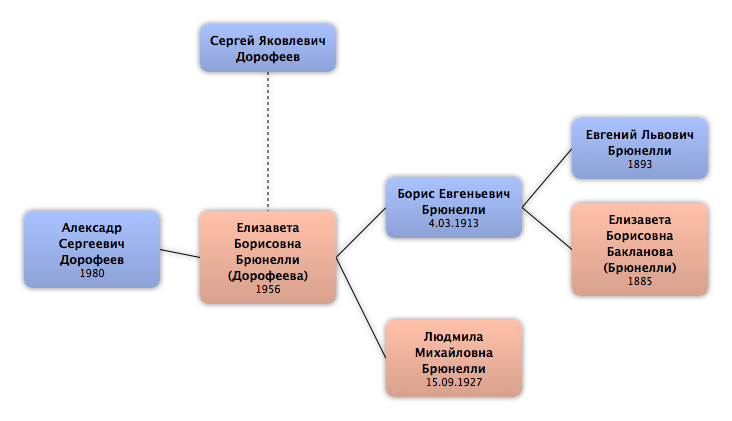 Сергей Яковлевич
Дорофеев
Евгений Львович
Брюнелли
1893
Борис Евгеньевич
Брюнелли
4.03.1913
Алексадр
Сергеевич
Дорофеев
1980
Елизавета
Борисовна
Брюнелли
(Дорофеева)
1956
Елизавета
Борисовна
Бакланова
(Брюнелли)
1885
Людмила
Михайловна
Брюнелли
15.09.1927